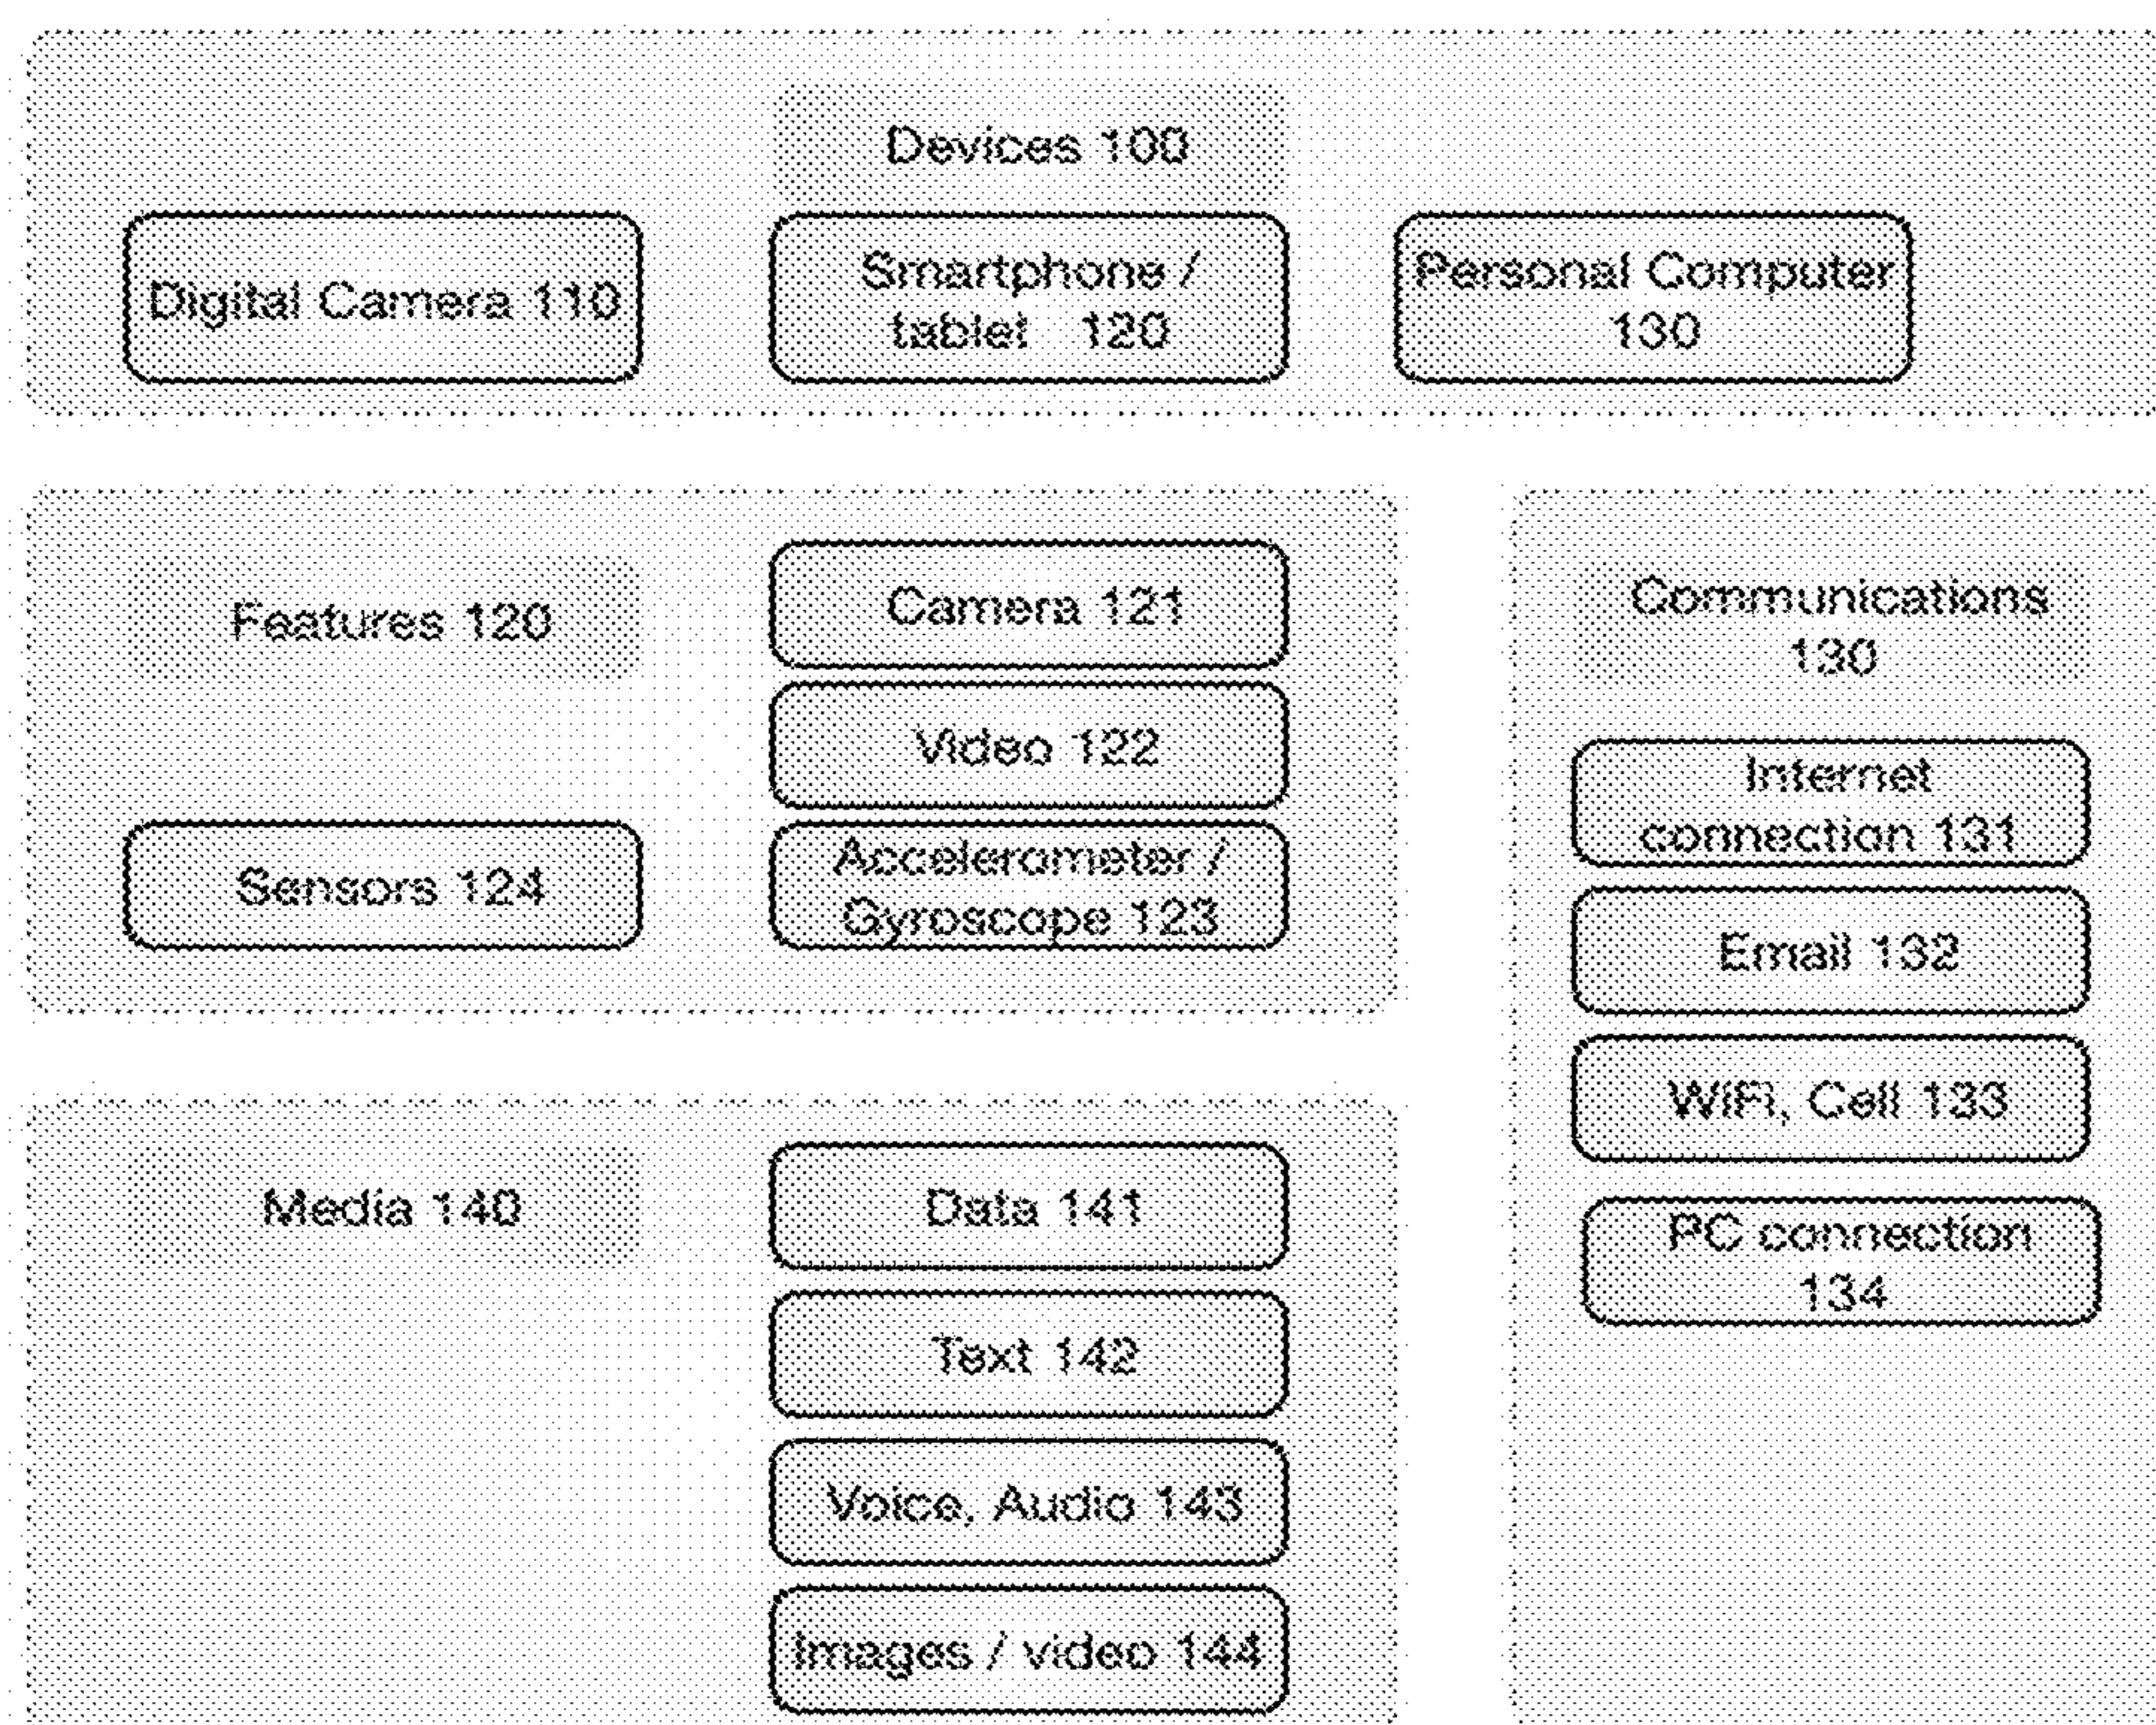 Devices 100
Digital Camera 110
Smartphone /
tablet 120
Personal Computer
130
Features 120
Camera 121
Video 122
Sensors 124
Accelerometer /
Gyroscope 123
Communications
130
Internet
connection 131
Email 132
WiFi, Cell 133
PC connection
134
Media 140
Data 141
Text 142
Voice, Audio 143
Images / video 144